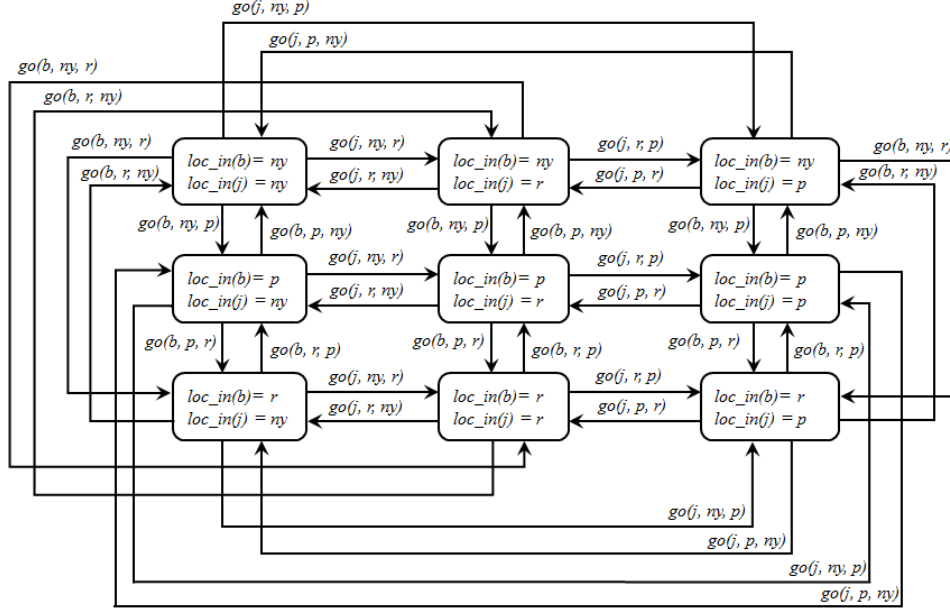 go(j, ny, p)
go(j, p, ny)
go(b, ny, r)
go(b, r, ny)
go(b, ny, r)
go(b, r, ny)
loc_in(b)= ny
loc_in(j) = ny
go(j, ny, r)
go(j, r, ny)
loc_in(b)= ny
loc_in(j) = r
go(j, r, p)
go(j, p, r)
loc_in(b)= ny
loc_in(j) = p
go(b, ny, r)
go(b, r, ny)
go(b, ny, p)
go(b, p, ny)
go(b, ny, p)
go(b, p, ny)
go(b, ny, p)
go(b, p, ny)
loc_in(b)= p
loc_in(j) = ny
go(j, ny, r)
go(j, r, ny)
loc_in(b)= p
loc_in(j) = r
go(j, r, p)
go(j, p, r)
loc_in(b)= p
loc_in(j) = p
go(b, p, r)
go(b, r, p)
go(b, p, r)
go(b, r, p)
go(b, p, r)
go(b, r, p)
loc_in(b)= r
loc_in(j) = ny
go(j, ny, r)
go(j, r, ny)
loc_in(b)= r
loc_in(j) = r
go(j, r, p)
go(j, p, r)
loc_in(b)= r
loc_in(j) = p
go(j, ny, p)
go(j, p, ny)
go(j, ny, p)
go(j, p, ny)